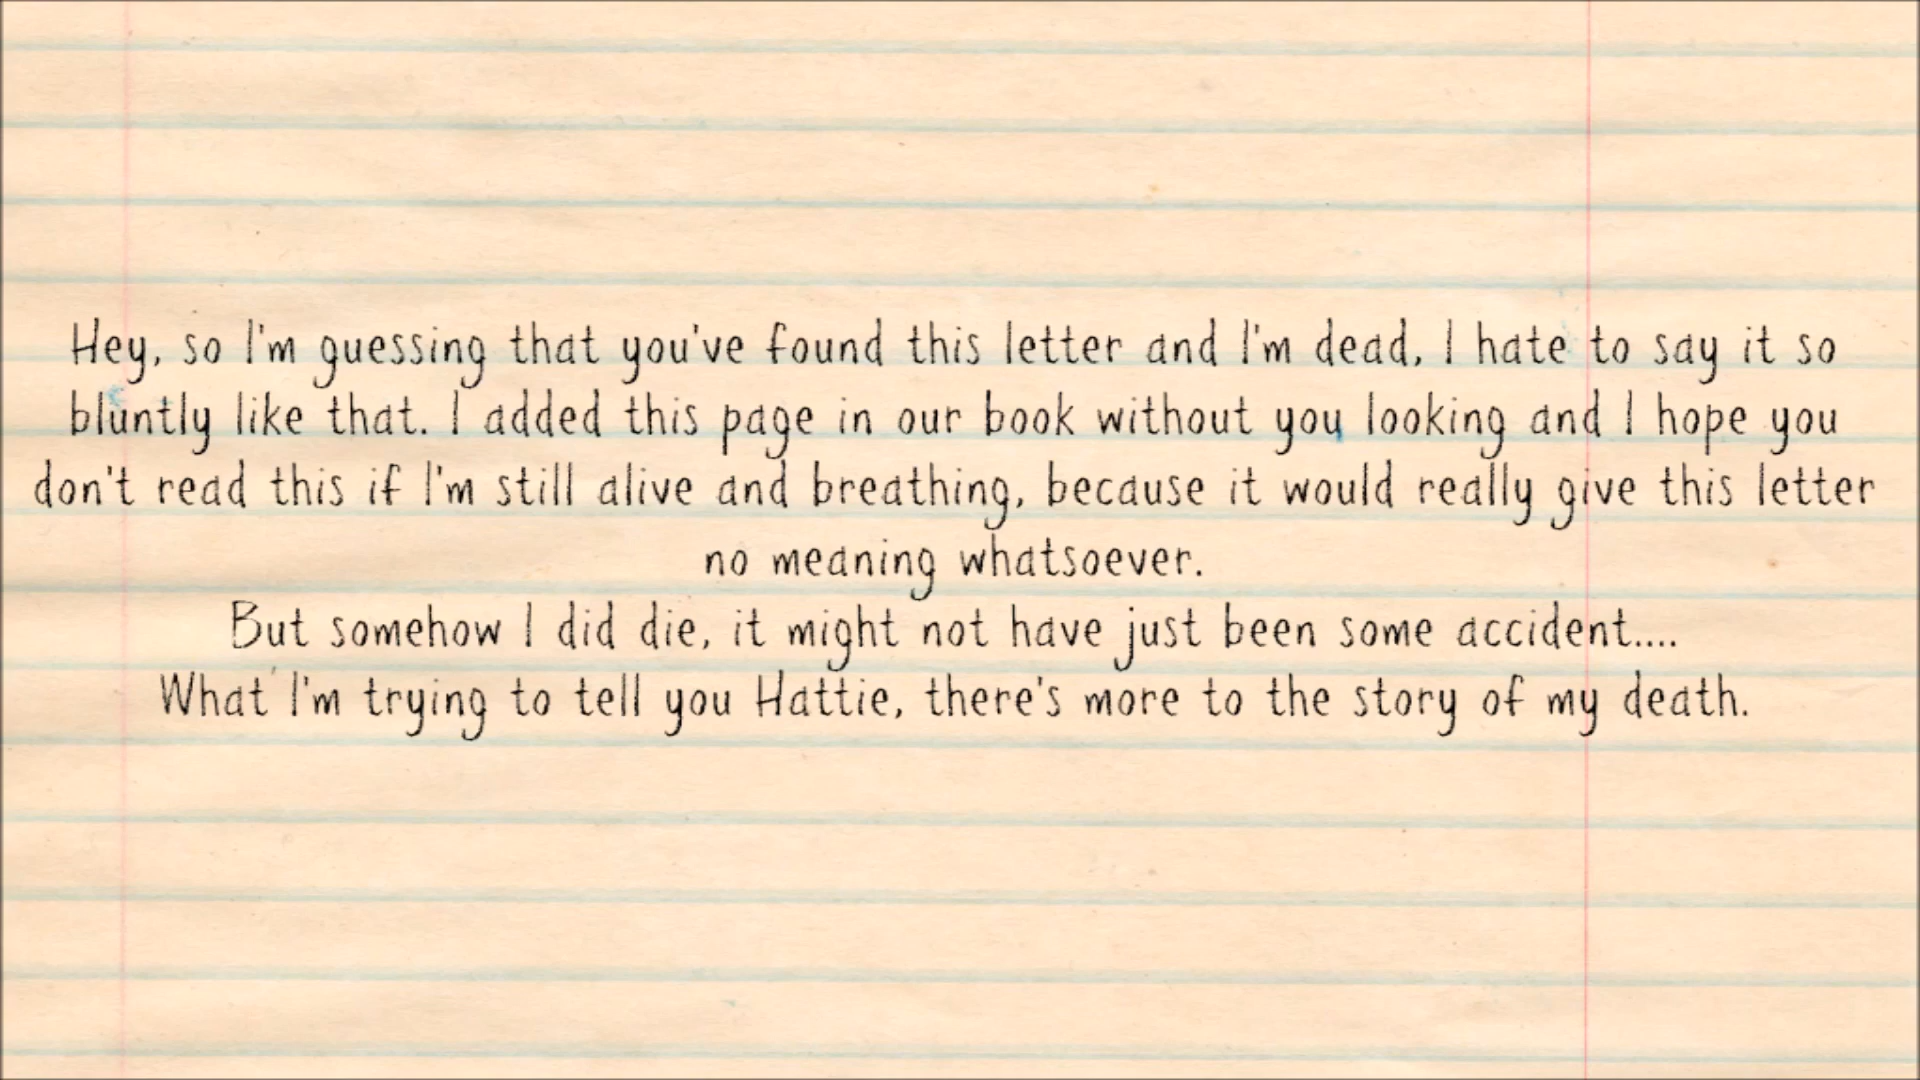 Hey, so I'm guessing that you've found this letter and I'm dead, I hate to say it so
bluntly like that. I added this page in our book without you looking and I hope you
don't read this if I'm still alive and breathing, because it would really give this letter
no meaning whatsoever.
But somehow I did die, it might not have just been some accident....
What I'm trying to tell you Hattie, there's more to the story of my death.